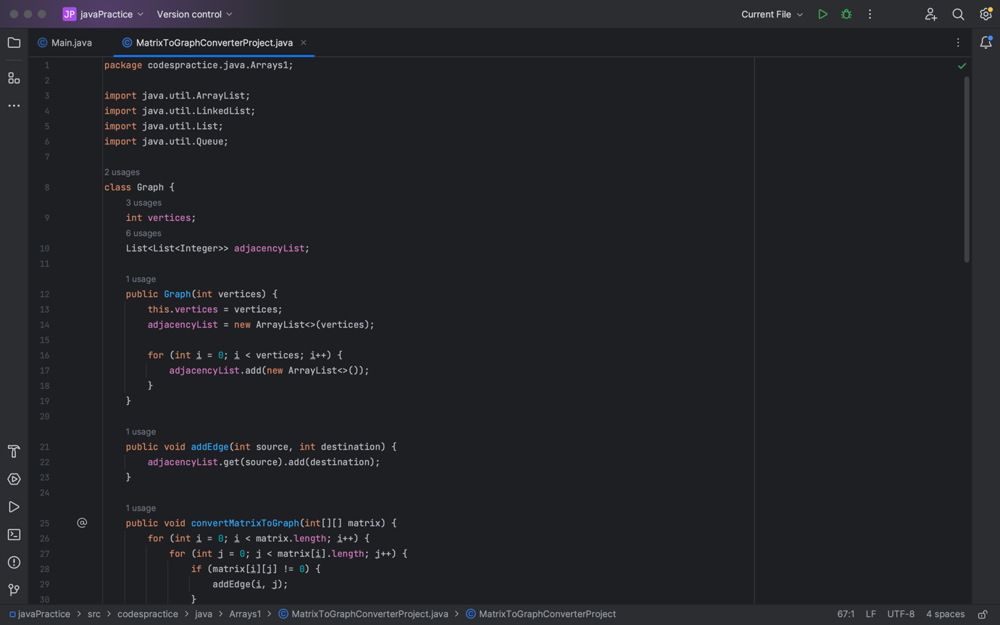 JP javaPractice Version control Current File
Main.java MatrixToGraphConverterProject.java
1 package codespractice.java.Arrays1;
2
3 import java.util.ArrayList;
4 import java.util.LinkedList;
5 import java.util.List;
6 import java.util.Queue;
7
2 usages
8 class Graph {
3 usages
9 int vertices;
6 usages
10 List<List<Integer>> adjacencyList;
11
1 usage
12 public Graph(int vertices) {
13 this.vertices = vertices;
14 adjacencyList = new ArrayList<>(vertices);
15
16 for (int i = 0; i < vertices; i++) {
17 adjacencyList.add(new ArrayList<>());
18 }
19 }
20
1 usage
21 public void addEdge(int source, int destination) {
22 adjacencyList.get(source).add(destination);
23 }
24
1 usage
25 @ public void convertMatrixToGraph(int[][] matrix) {
26 for (int i = 0; i < matrix.length; i++) {
27 for (int j = 0; j < matrix[i].length; j++) {
28 if (matrix[i][j] != 0) {
29 addEdge(i, j);
30 }
javaPractice > src > codespractice > java > Arrays1 > MatrixToGraphConverterProject.java > MatrixToGraphConverterProject 67:1 LF UTF-8 4 spaces